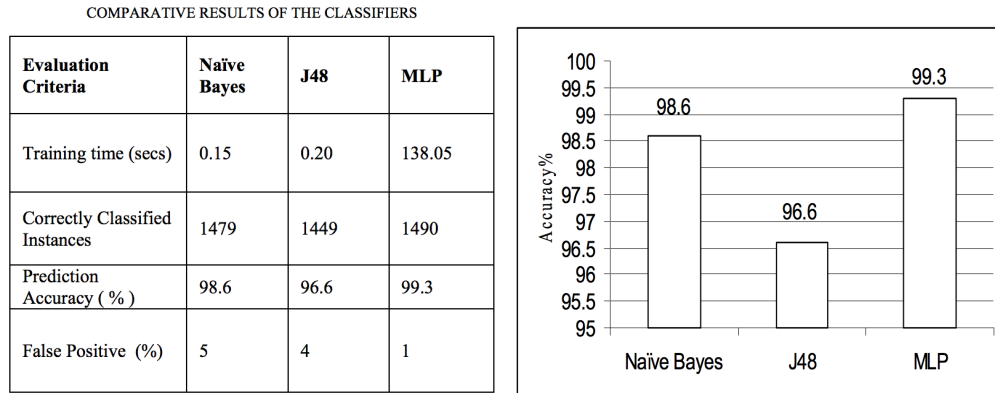 COMPARATIVE RESULTS OF THE CLASSIFIERS
Evaluation Criteria Naïve Bayes J48 MLP
Training time (secs) 0.15 0.20 138.05
Correctly Classified Instances 1479 1449 1490
Prediction Accuracy ( % ) 98.6 96.6 99.3
False Positive (%) 5 4 1
Accuracy%
100
99.5
99
98.5
98
97.5
97
96.5
96
95.5
95
98.6
96.6
99.3
Naïve Bayes J48 MLP